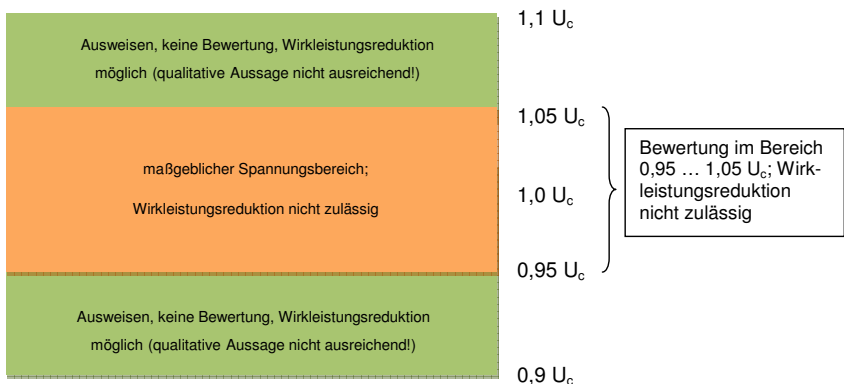 1,1 Uc
Ausweisen, keine Bewertung, Wirkleistungsreduktion
möglich (qualitative Aussage nicht ausreichend!)
1,05 Uc
maßgeblicher Spannungsbereich;
Wirkleistungsreduktion nicht zulässig
1,0 Uc
0,95 Uc
Bewertung im Bereich
0,95 … 1,05 Uc; Wirk-
leistungsreduktion
nicht zulässig
Ausweisen, keine Bewertung, Wirkleistungsreduktion
möglich (qualitative Aussage nicht ausreichend!)
0,9 Uc